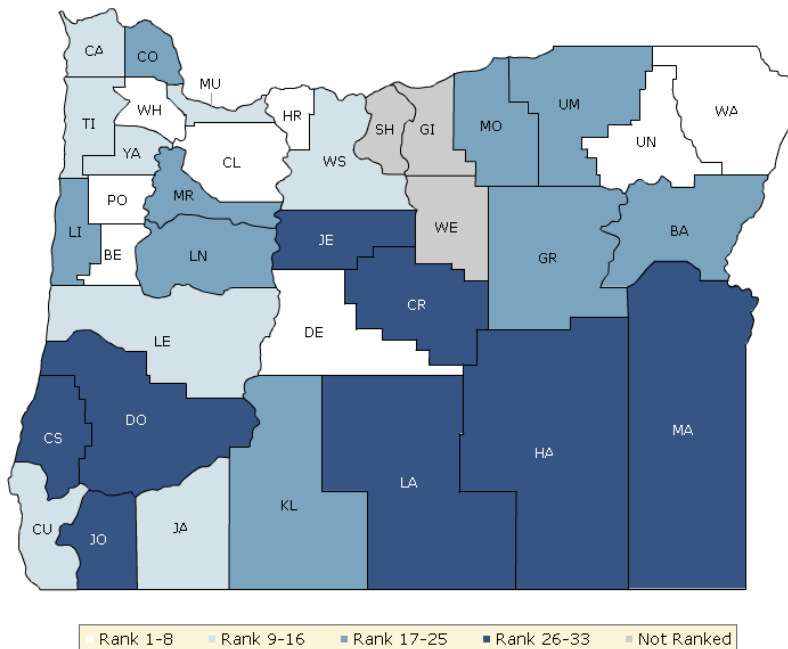 CA
CO
MU
WH
HR
TI
YA
CL
WS
SH
GI
MO
UM
UN
WA
PO
MR
LI
BE
LN
JE
WE
GR
BA
CR
LE
DE
DO
CS
LA
HA
MA
KL
CU
JO
JA
Rank 1-8 Rank 9-16 Rank 17-25 Rank 26-33 Not Ranked